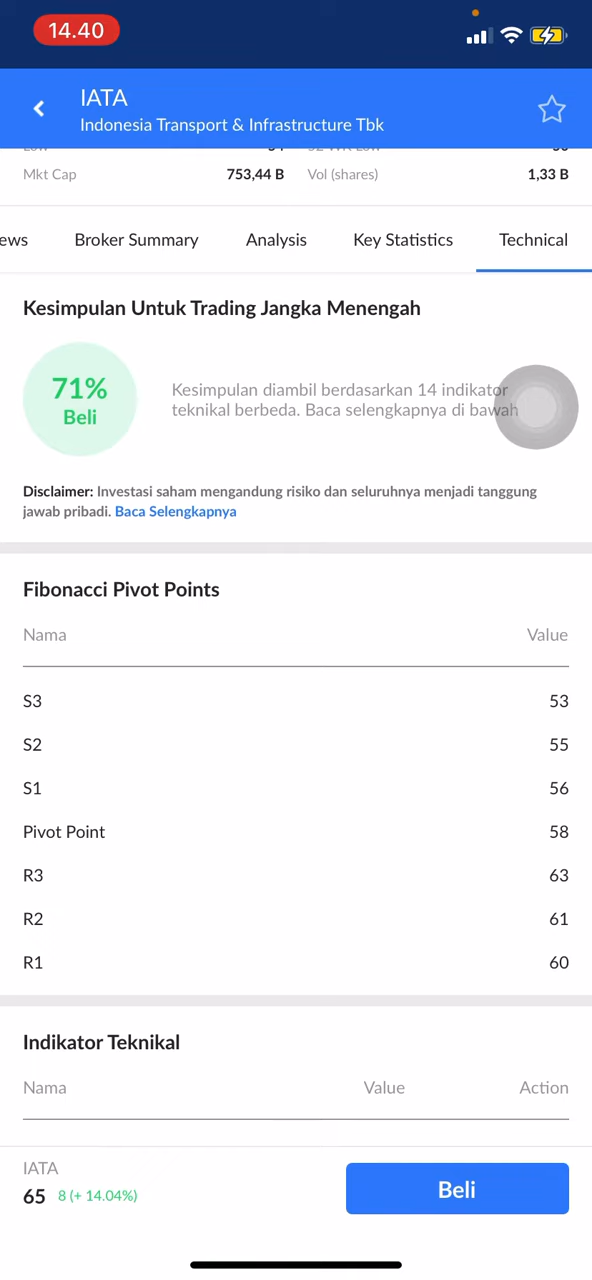 14.40
IATA
Indonesia Transport & Infrastructure Tbk
Mkt Cap 753,44 B Vol (shares) 1,33 B
ews Broker Summary Analysis Key Statistics Technical
Kesimpulan Untuk Trading Jangka Menengah
71%
Beli
Kesimpulan diambil berdasarkan 14 indikator
teknikal berbeda. Baca selengkapnya di bawah
Disclaimer: Investasi saham mengandung risiko dan seluruhnya menjadi tanggung
jawab pribadi. Baca Selengkapnya
Fibonacci Pivot Points
Nama Value
S3 53
S2 55
S1 56
Pivot Point 58
R3 63
R2 61
R1 60
Indikator Teknikal
Nama Value Action
IATA
65 8 (+ 14.04%)
Beli